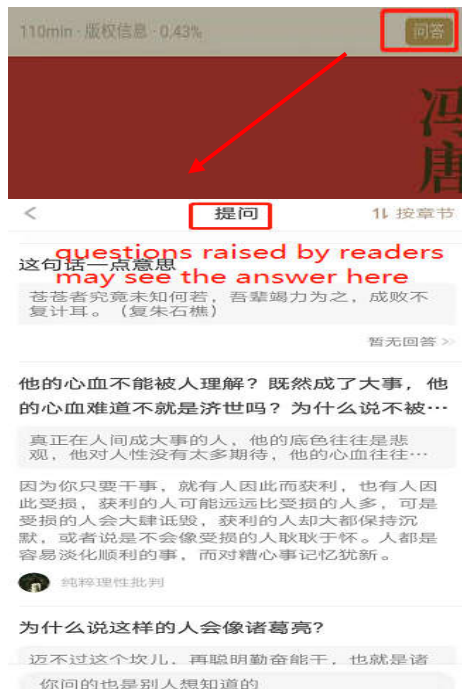 110min · 版权信息 · 0.43%
问答
冯
唐
<
提问
按章节
questions raised by readers
这句话一点意思
may see the answer here
苍苍者究竟未知何若，吾辈竭力为之，成败不
复计耳。（复朱石樵）
暂无回答 >>
他的心血不能被人理解？既然成了大事，他
的心血难道不就是济世吗？为什么说不被…
真正在人间成大事的人，他的底色往往是悲
观，他对人性没有太多期待，他的心血往往…
因为你只要干事，就有人因此而获利，也有人因
此受损，获利的人可能远远比受损的人多，可是
受损的人会大肆诋毁，获利的人却大都保持沉
默，或者说是不会像受损的人耿耿于怀。人都是
容易淡化顺利的事，而对糟心事记忆犹新。
纯粹理性批判
为什么说这样的人会像诸葛亮？
迈不过这个坎儿，再聪明勤奋能干，也就是诸
你问的也是别人想知道的